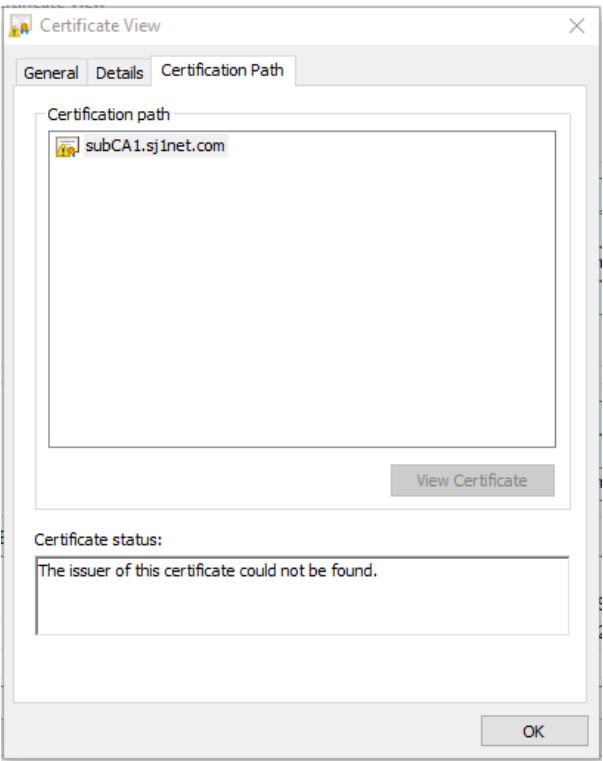 Certificate View
General Details Certification Path
Certification path
subCA1.sj1net.com
View Certificate
Certificate status:
The issuer of this certificate could not be found.
OK